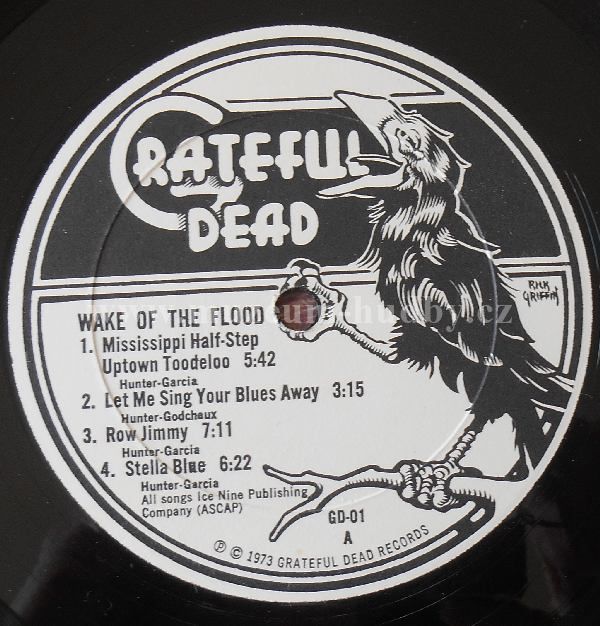 GRATEFUL
DEAD
RICK
GRIFFIN
WAKE OF THE FLOOD
1. Mississippi Half-Step
Uptown Toodeloo 5:42
Hunter-Garcia
2. Let Me Sing Your Blues Away 3:15
Hunter-Godchaux
3. Row Jimmy 7:11
Hunter-Garcia
4. Stella Blue 6:22
Hunter-Garcia
All songs Ice Nine Publishing
Company (ASCAP)
GD-01
A
℗ © 1973 GRATEFUL DEAD RECORDS